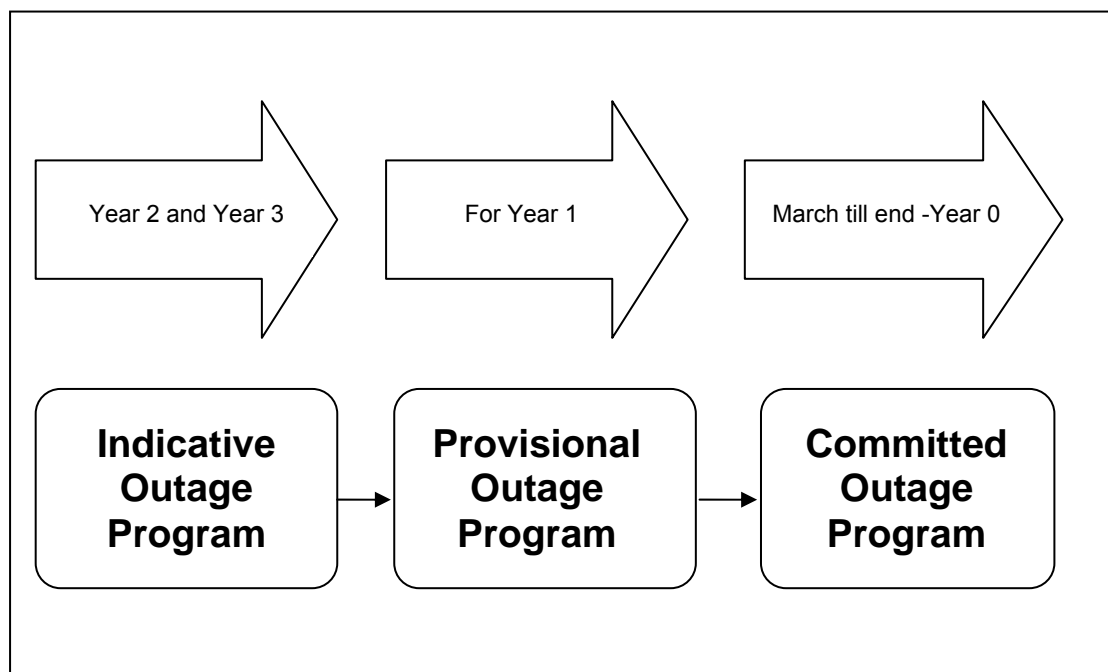 Year 2 and Year 3
For Year 1
March till end -Year 0
Indicative
Outage
Program
Provisional
Outage
Program
Committed
Outage
Program